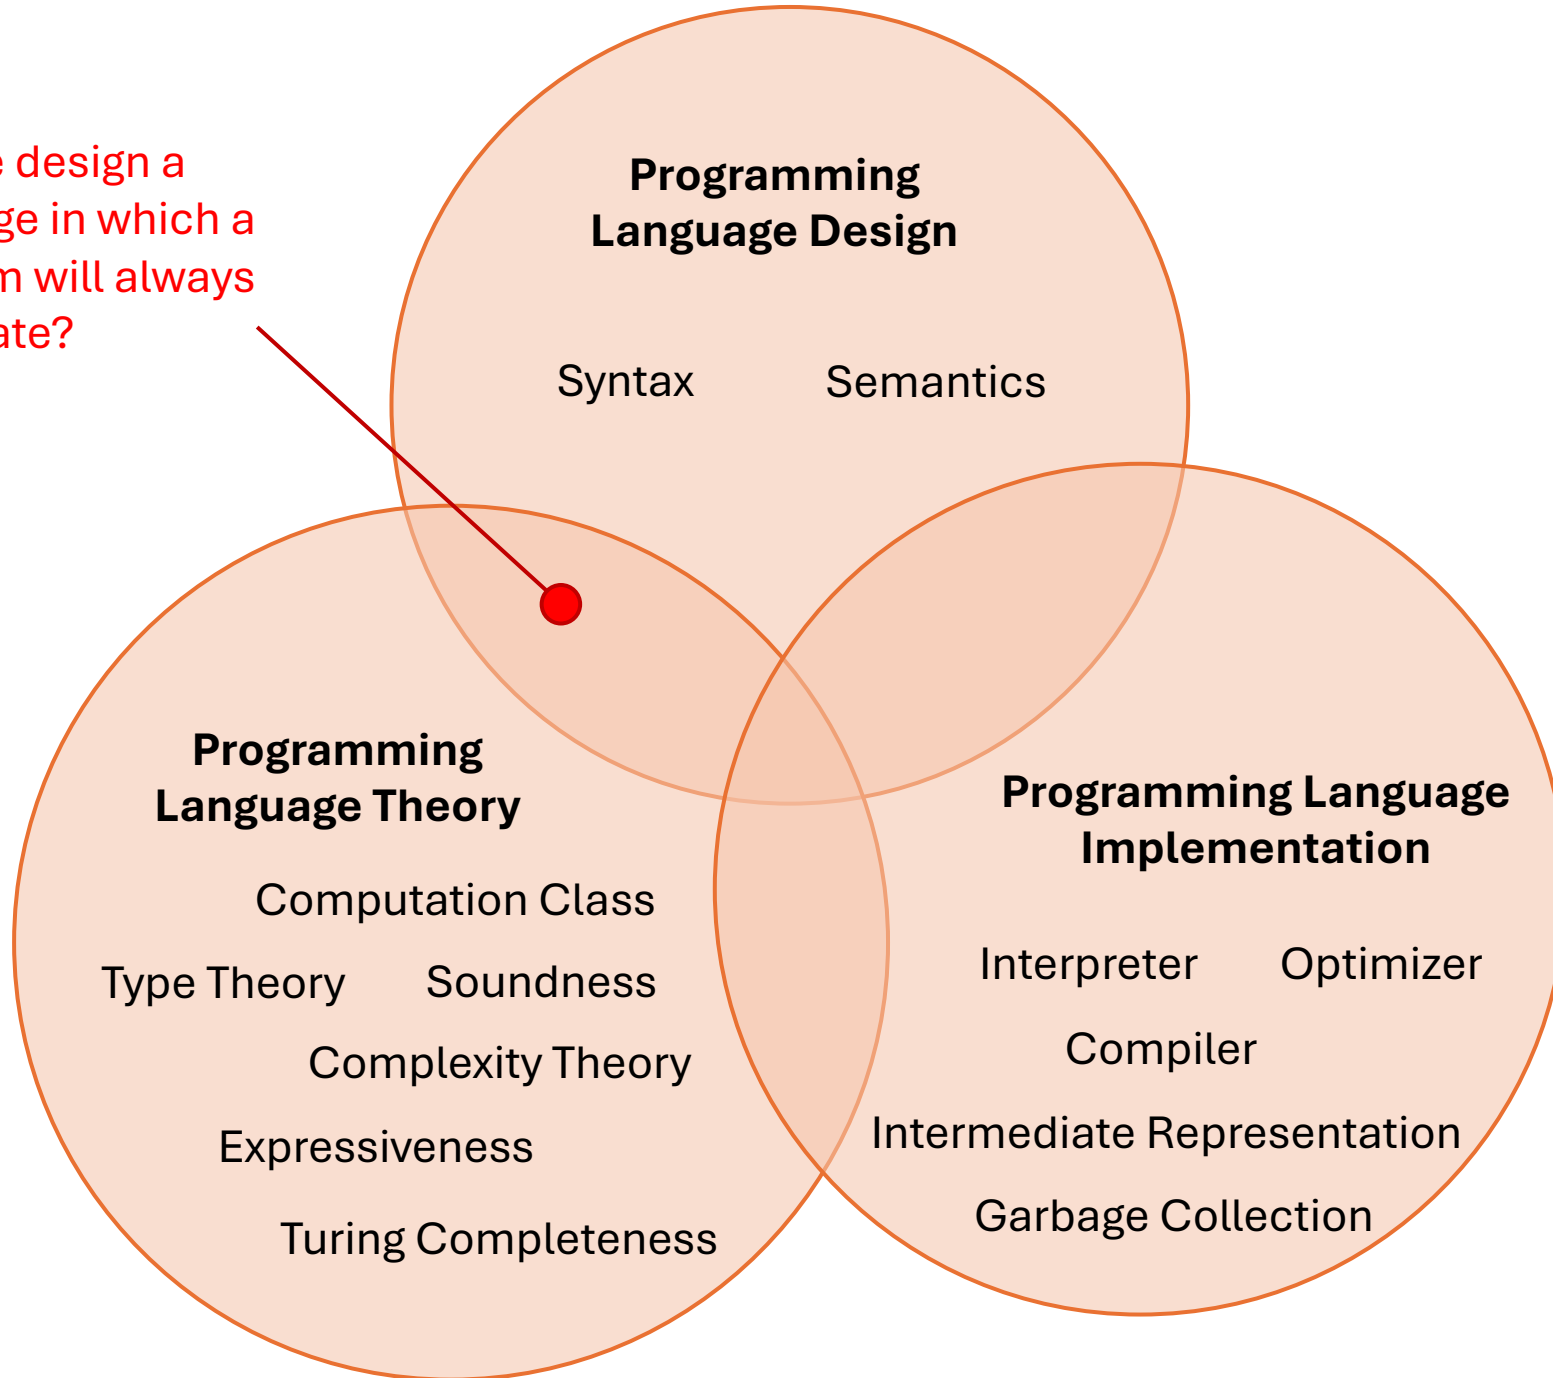 e design a
ge in which a
m will always
ate?
Programming
Language Design
Syntax Semantics
Programming
Language Theory
Computation Class
Type Theory Soundness
Complexity Theory
Expressiveness
Turing Completeness
Programming Language
Implementation
Interpreter Optimizer
Compiler
Intermediate Representation
Garbage Collection